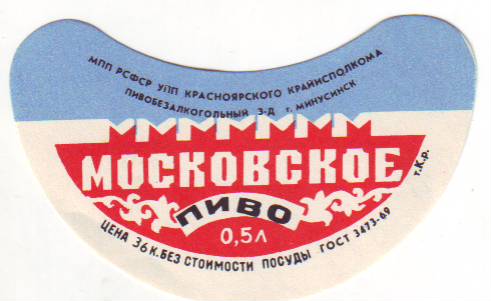 МПП РСФСР УПП КРАСНОЯРСКОГО КРАЙИСПОЛКОМА
ПИВОБЕЗАЛКОГОЛЬНЫЙ З-Д г. МИНУСИНСК
МОСКОВСКОЕ
ПИВО
0,5л
ЦЕНА 36 К. БЕЗ СТОИМОСТИ ПОСУДЫ ГОСТ 3473-69
т.К.р.